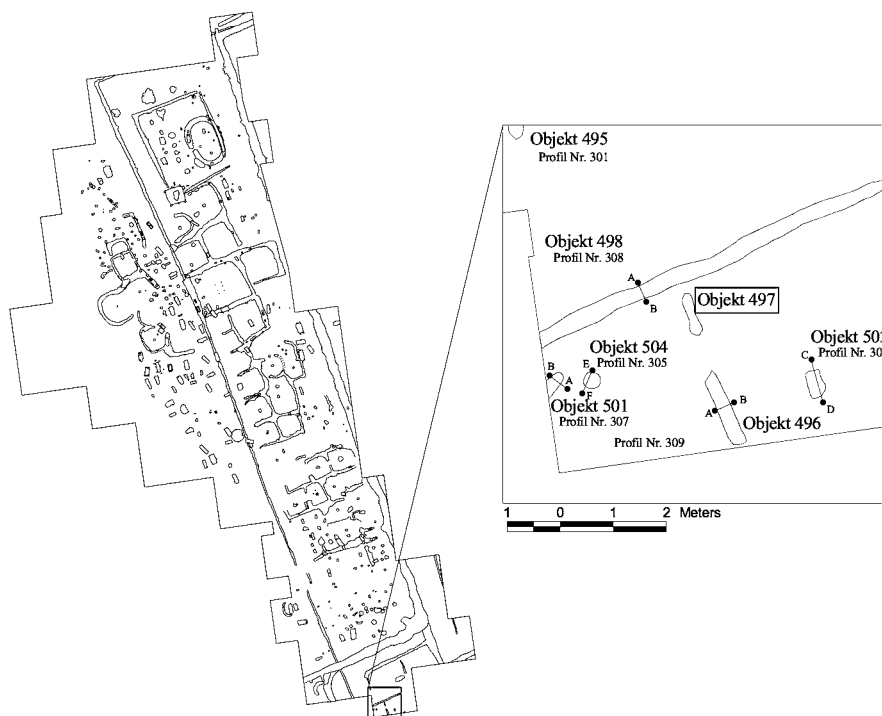 Objekt 495
Profil Nr. 301
Objekt 498
Profil Nr. 308
A
B
Objekt 497
Objekt 504
Profil Nr. 305
C
B
E
A
F
Objekt 501
Profil Nr. 307
A
B
Objekt 496
D
Profil Nr. 309
1 0 1 2 Meters